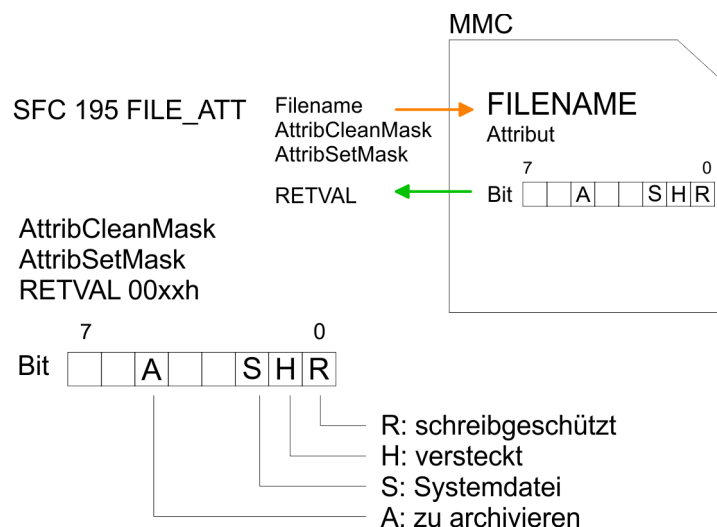 MMC
SFC 195 FILE_ATT
Filename
AttribCleanMask
AttribSetMask
RETVAL
FILENAME
Attribut
7 0
Bit A S H R
AttribCleanMask
AttribSetMask
RETVAL 00xxh
7 0
Bit A S H R
R: schreibgeschützt
H: versteckt
S: Systemdatei
A: zu archivieren